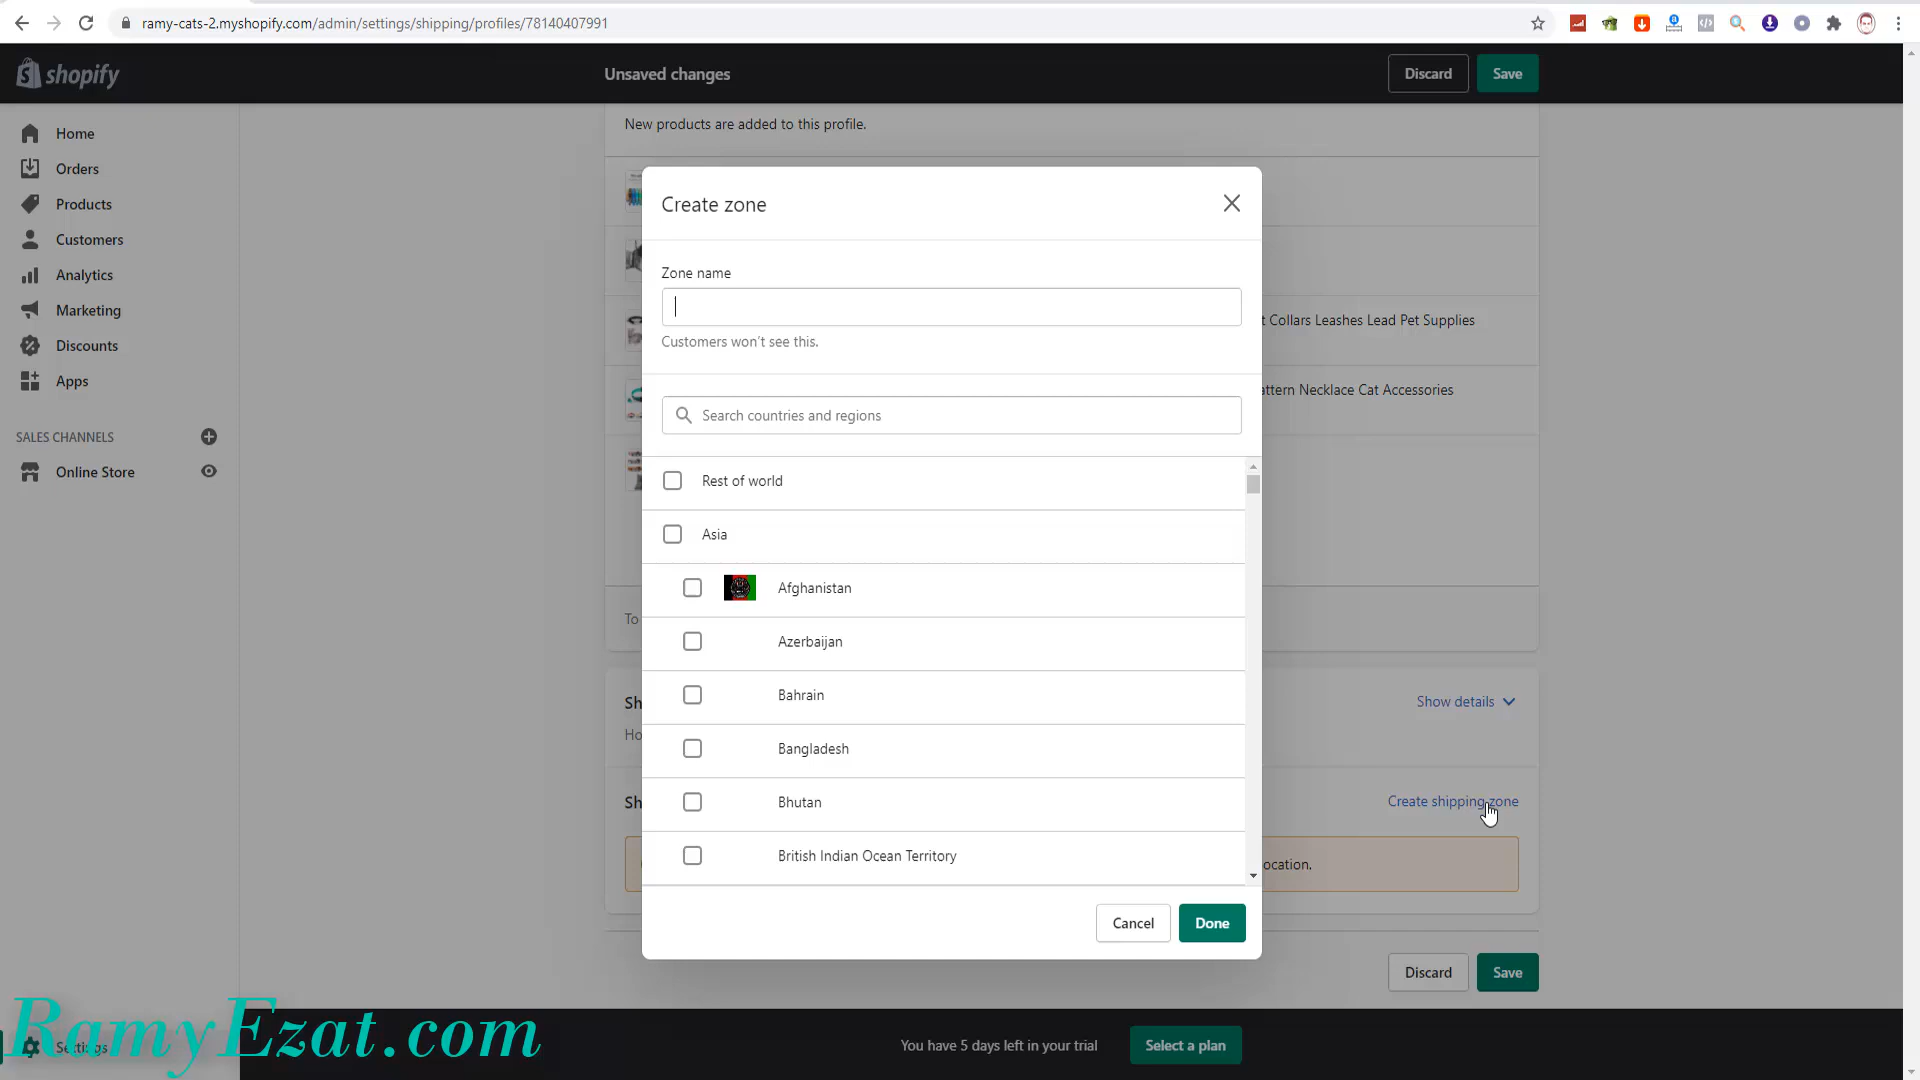 ramy-cats-2.myshopify.com/admin/settings/shipping/profiles/78140407991
shopify
Unsaved changes
Discard
Save
Home
Orders
Products
Customers
Analytics
Marketing
Discounts
Apps
SALES CHANNELS
Online Store
New products are added to this profile.
Create zone
Zone name
Customers won't see this.
Search countries and regions
Rest of world
Asia
Afghanistan
Azerbaijan
Bahrain
Bangladesh
Bhutan
British Indian Ocean Territory
Cancel
Done
t Collars Leashes Lead Pet Supplies
attern Necklace Cat Accessories
To
Sh
Show details
Ho
Sh
Create shipping zone
ocation.
Discard
Save
Settings
RamyEzat.com
You have 5 days left in your trial
Select a plan